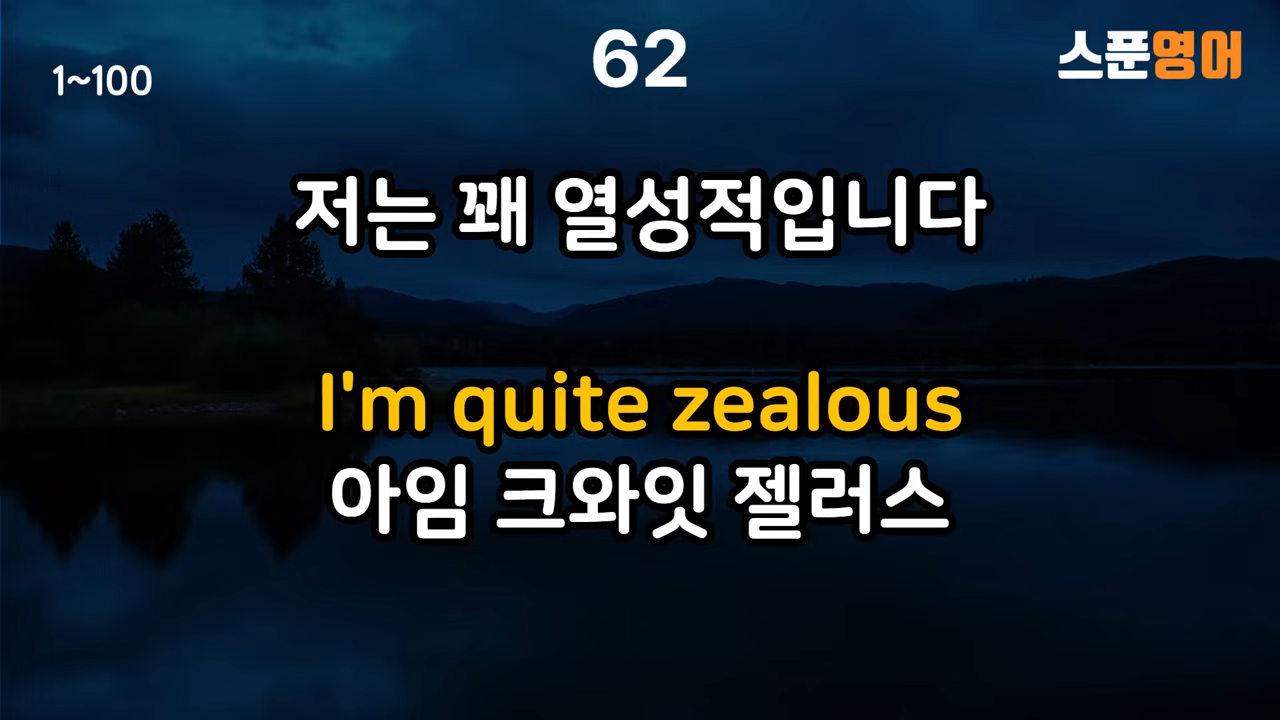 62
1~100
스푼영어
저는 꽤 열성적입니다
I'm quite zealous
아임 크와잇 젤러스